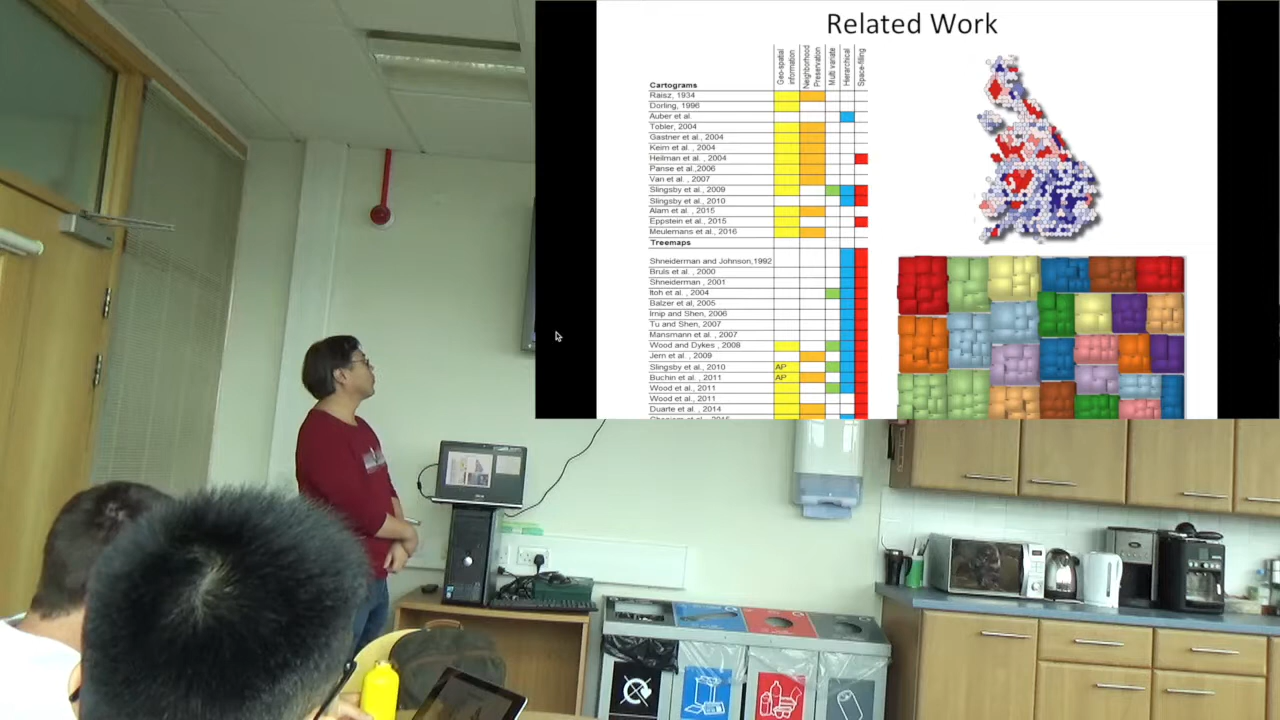 Related Work
Geo-spatial information
Neighborhood Preservation
Multi variate
Hierarchical
Space-filling
Cartograms
Raisz, 1934
Dorling, 1996
Auber et al.
Tobler, 2004
Gastner et al., 2004
Keim et al. , 2004
Heilman et al. , 2004
Panse et al.,2006
Van et al. , 2007
Slingsby et al., 2009
Slingsby et al., 2010
Alam et al. , 2015
Eppstein et al., 2015
Meulemans et al., 2016
Treemaps
Shneiderman and Johnson,1992
Bruls et al. , 2000
Shneiderman , 2001
Itoh et al. , 2004
Balzer et al, 2005
Irnip and Shen, 2006
Tu and Shen, 2007
Mansmann et al. , 2007
Wood and Dykes , 2008
Jern et al. , 2009
Slingsby et al., 2010 AP
Buchin et al. , 2011 AP
Wood et al. , 2011
Wood et al. , 2011
Duarte et al. , 2014